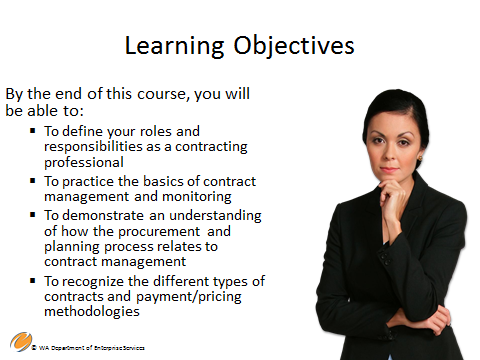 Learning Objectives
By the end of this course, you will
be able to:
▪ To define your roles and
responsibilities as a contracting
professional
▪ To practice the basics of contract
management and monitoring
▪ To demonstrate an understanding
of how the procurement and
planning process relates to
contract management
▪ To recognize the different types of
contracts and payment/pricing
methodologies
© WA Department of Enterprise Services